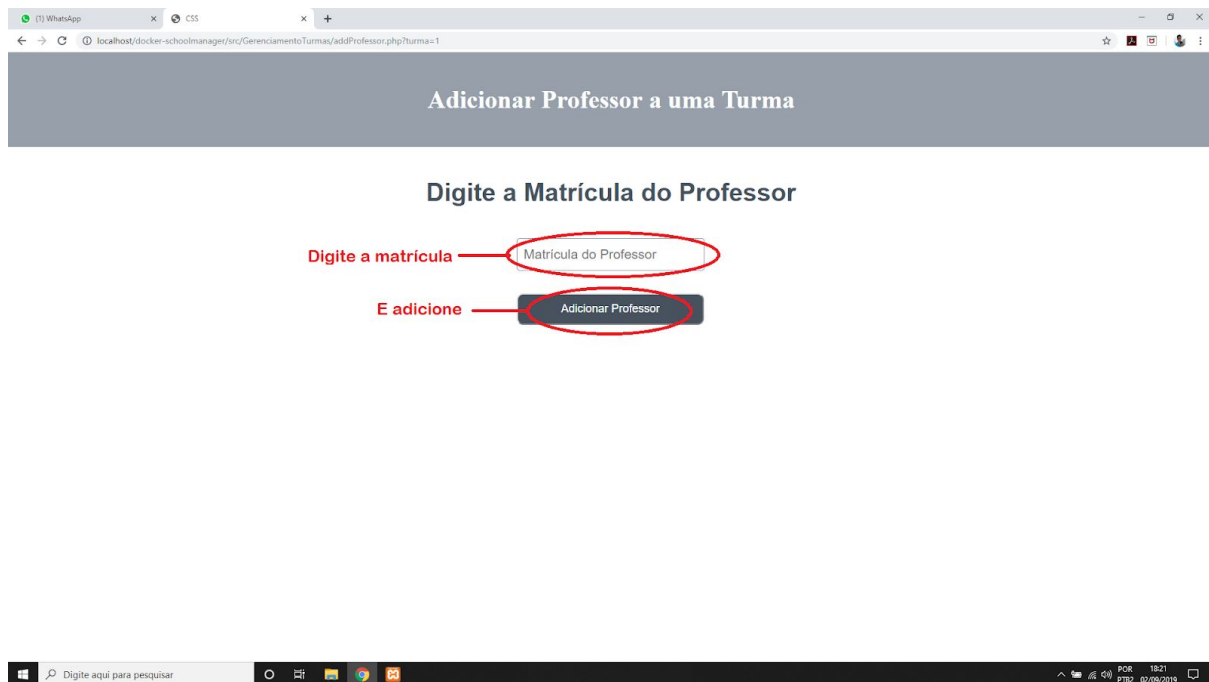 (1) WhatsApp
CSS
localhost/docker-schoolmanager/src/GerenciamentoTurmas/addProfessor.php?turma=1
Adicionar Professor a uma Turma
Digite a Matrícula do Professor
Digite a matrícula
Matrícula do Professor
E adicione
Adicionar Professor
Digite aqui para pesquisar
POR 18:21
PTB2 02/09/2019